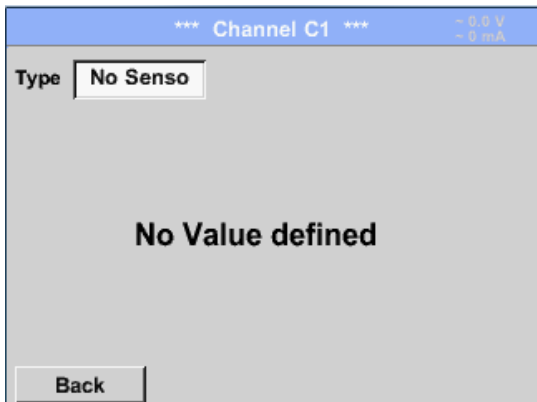 *** Channel C1 ***
~ 0.0 V
~ 0 mA
Type No Senso
No Value defined
Back